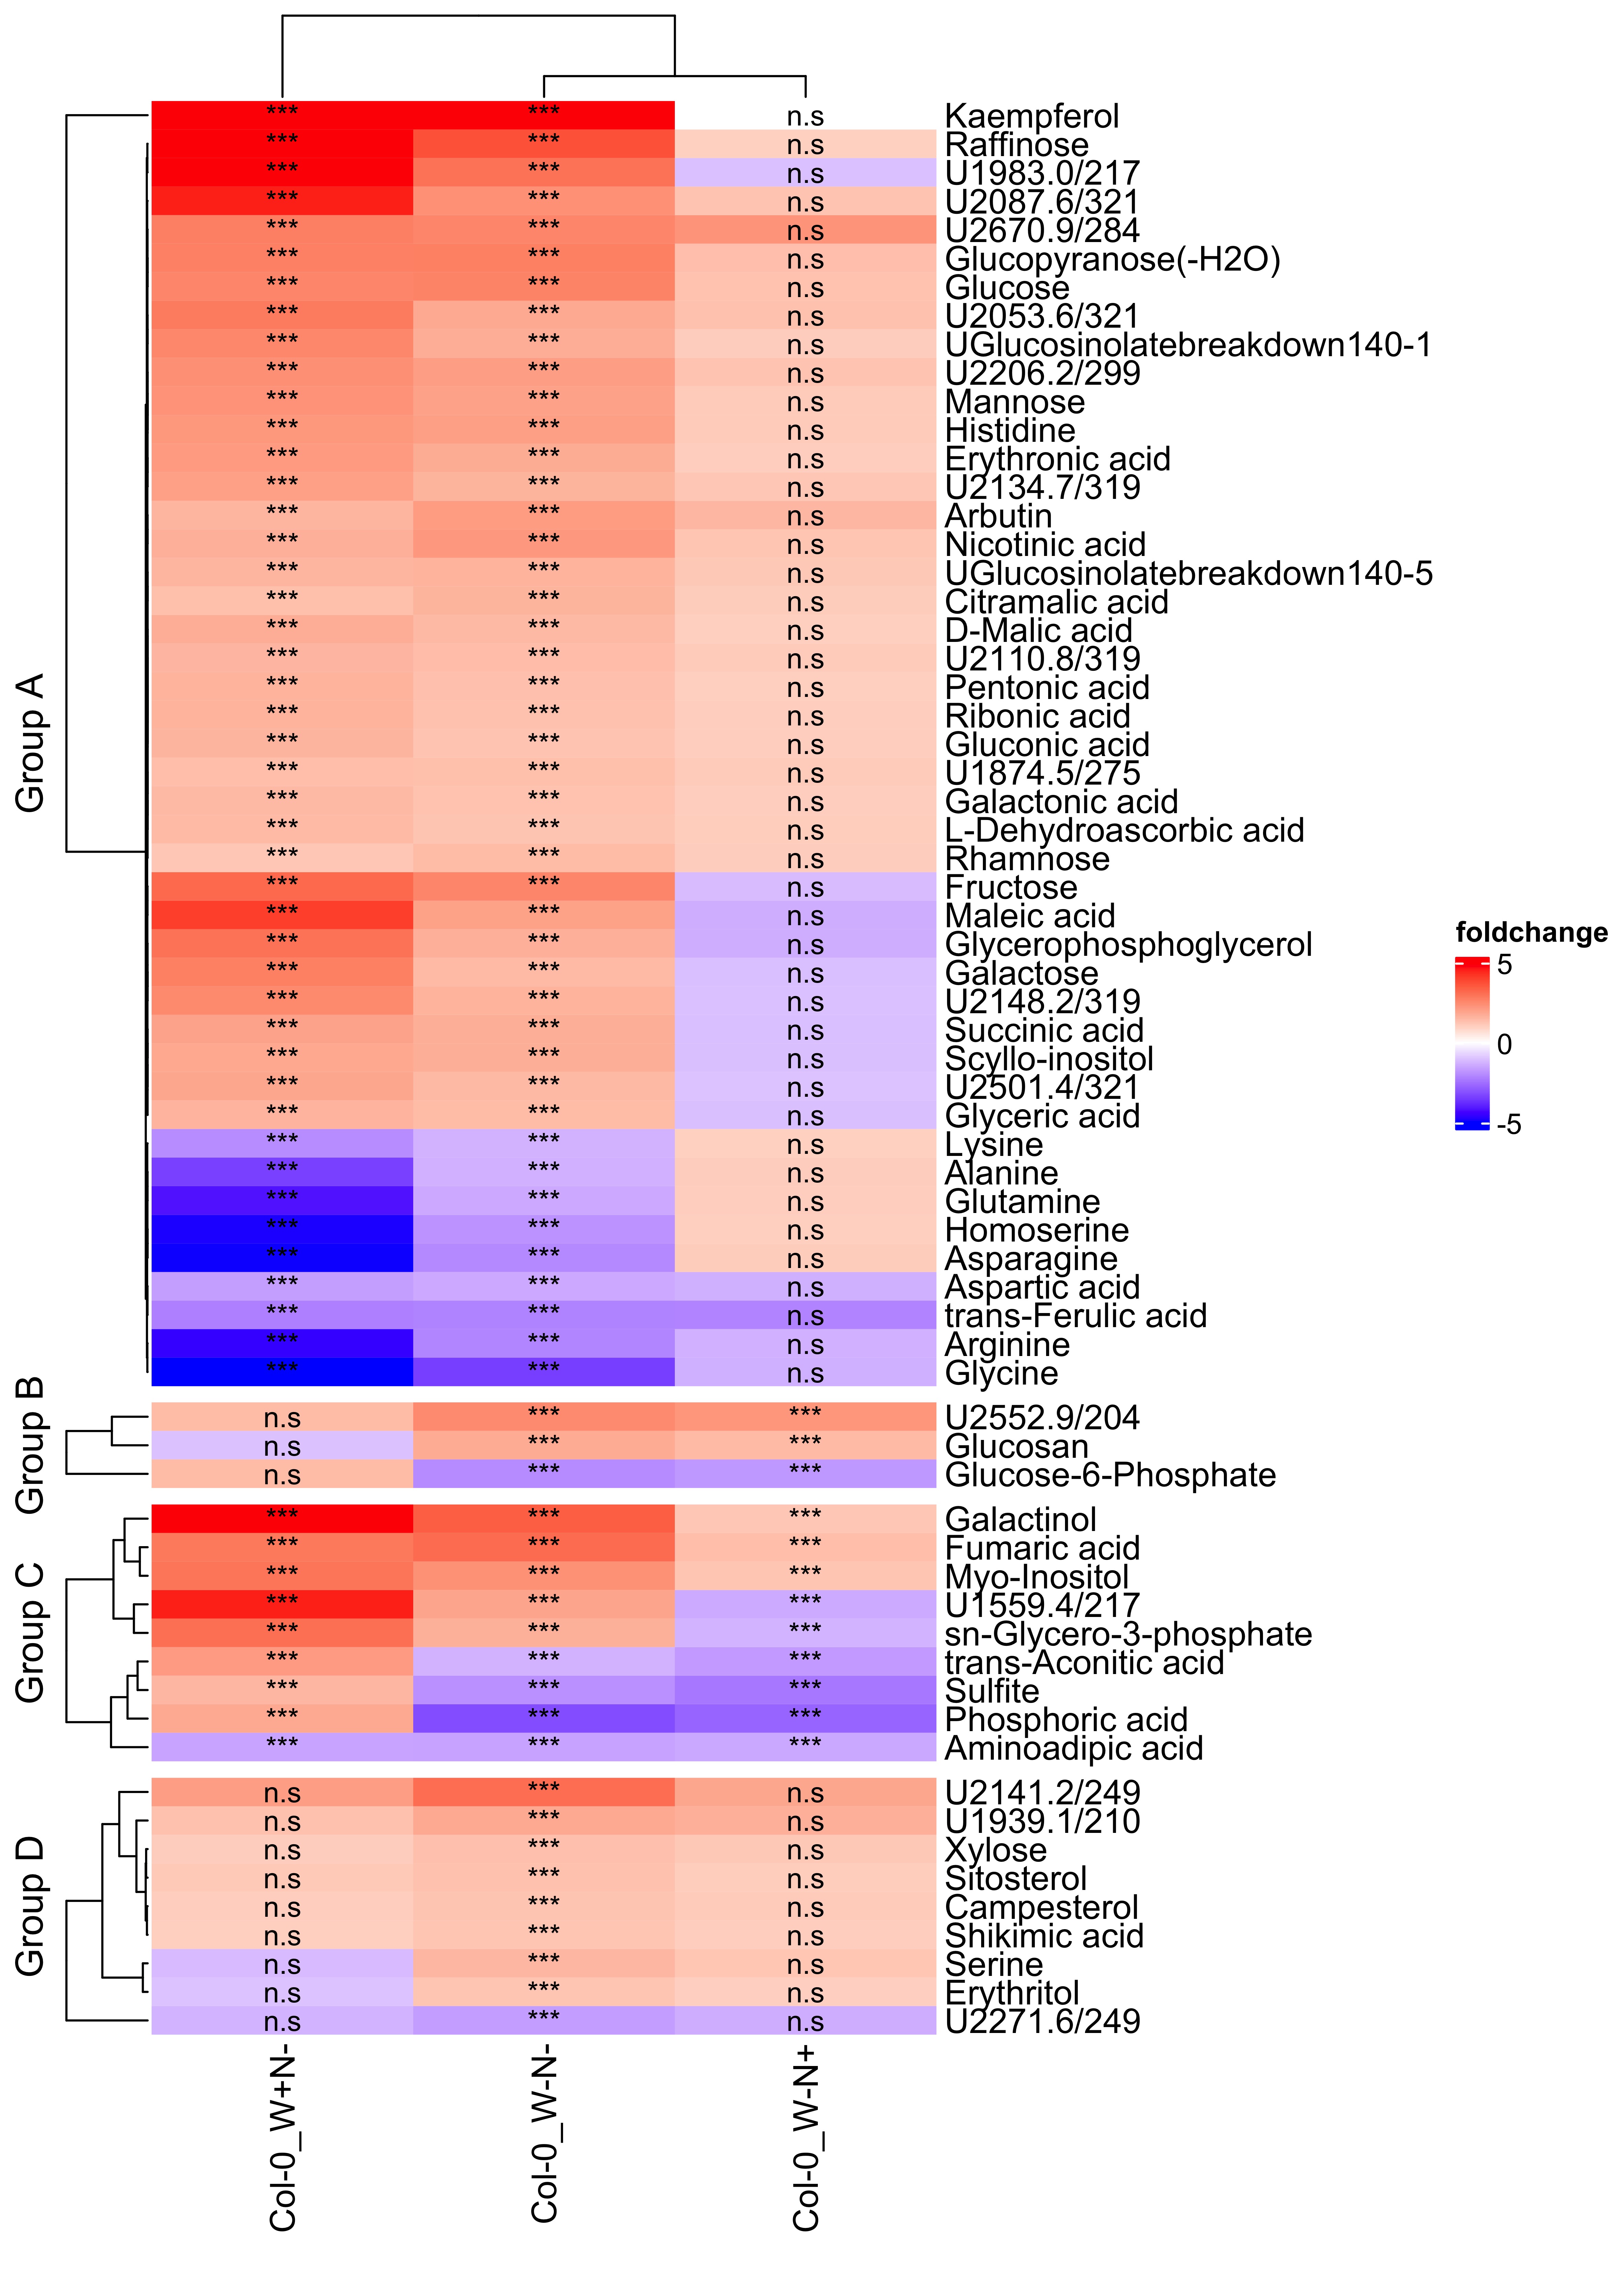 Group A
*** *** n.s Kaempferol
*** *** n.s Raffinose
*** *** n.s U1983.0/217
*** *** n.s U2087.6/321
*** *** n.s U2670.9/284
*** *** n.s Glucopyranose(-H2O)
*** *** n.s Glucose
*** *** n.s U2053.6/321
*** *** n.s UGlucosinolatebreakdown140-1
*** *** n.s U2206.2/299
*** *** n.s Mannose
*** *** n.s Histidine
*** *** n.s Erythronic acid
*** *** n.s U2134.7/319
*** *** n.s Arbutin
*** *** n.s Nicotinic acid
*** *** n.s UGlucosinolatebreakdown140-5
*** *** n.s Citramalic acid
*** *** n.s D-Malic acid
*** *** n.s U2110.8/319
*** *** n.s Pentonic acid
*** *** n.s Ribonic acid
*** *** n.s Gluconic acid
*** *** n.s U1874.5/275
*** *** n.s Galactonic acid
*** *** n.s L-Dehydroascorbic acid
*** *** n.s Rhamnose
*** *** n.s Fructose
*** *** n.s Maleic acid
*** *** n.s Glycerophosphoglycerol
*** *** n.s Galactose
*** *** n.s U2148.2/319
*** *** n.s Succinic acid
*** *** n.s Scyllo-inositol
*** *** n.s U2501.4/321
*** *** n.s Glyceric acid
*** *** n.s Lysine
*** *** n.s Alanine
*** *** n.s Glutamine
*** *** n.s Homoserine
*** *** n.s Asparagine
*** *** n.s Aspartic acid
*** *** n.s trans-Ferulic acid
*** *** n.s Arginine
*** *** n.s Glycine
Group B
n.s *** *** U2552.9/204
n.s *** *** Glucosan
n.s *** *** Glucose-6-Phosphate
Group C
*** *** *** Galactinol
*** *** *** Fumaric acid
*** *** *** Myo-Inositol
*** *** *** U1559.4/217
*** *** *** sn-Glycero-3-phosphate
*** *** *** trans-Aconitic acid
*** *** *** Sulfite
*** *** *** Phosphoric acid
*** *** *** Aminoadipic acid
Group D
n.s *** n.s U2141.2/249
n.s *** n.s U1939.1/210
n.s *** n.s Xylose
n.s *** n.s Sitosterol
n.s *** n.s Campesterol
n.s *** n.s Shikimic acid
n.s *** n.s Serine
n.s *** n.s Erythritol
n.s *** n.s U2271.6/249
Col-0_W+N-
Col-0_W-N-
Col-0_W-N+
foldchange
5
0
-5